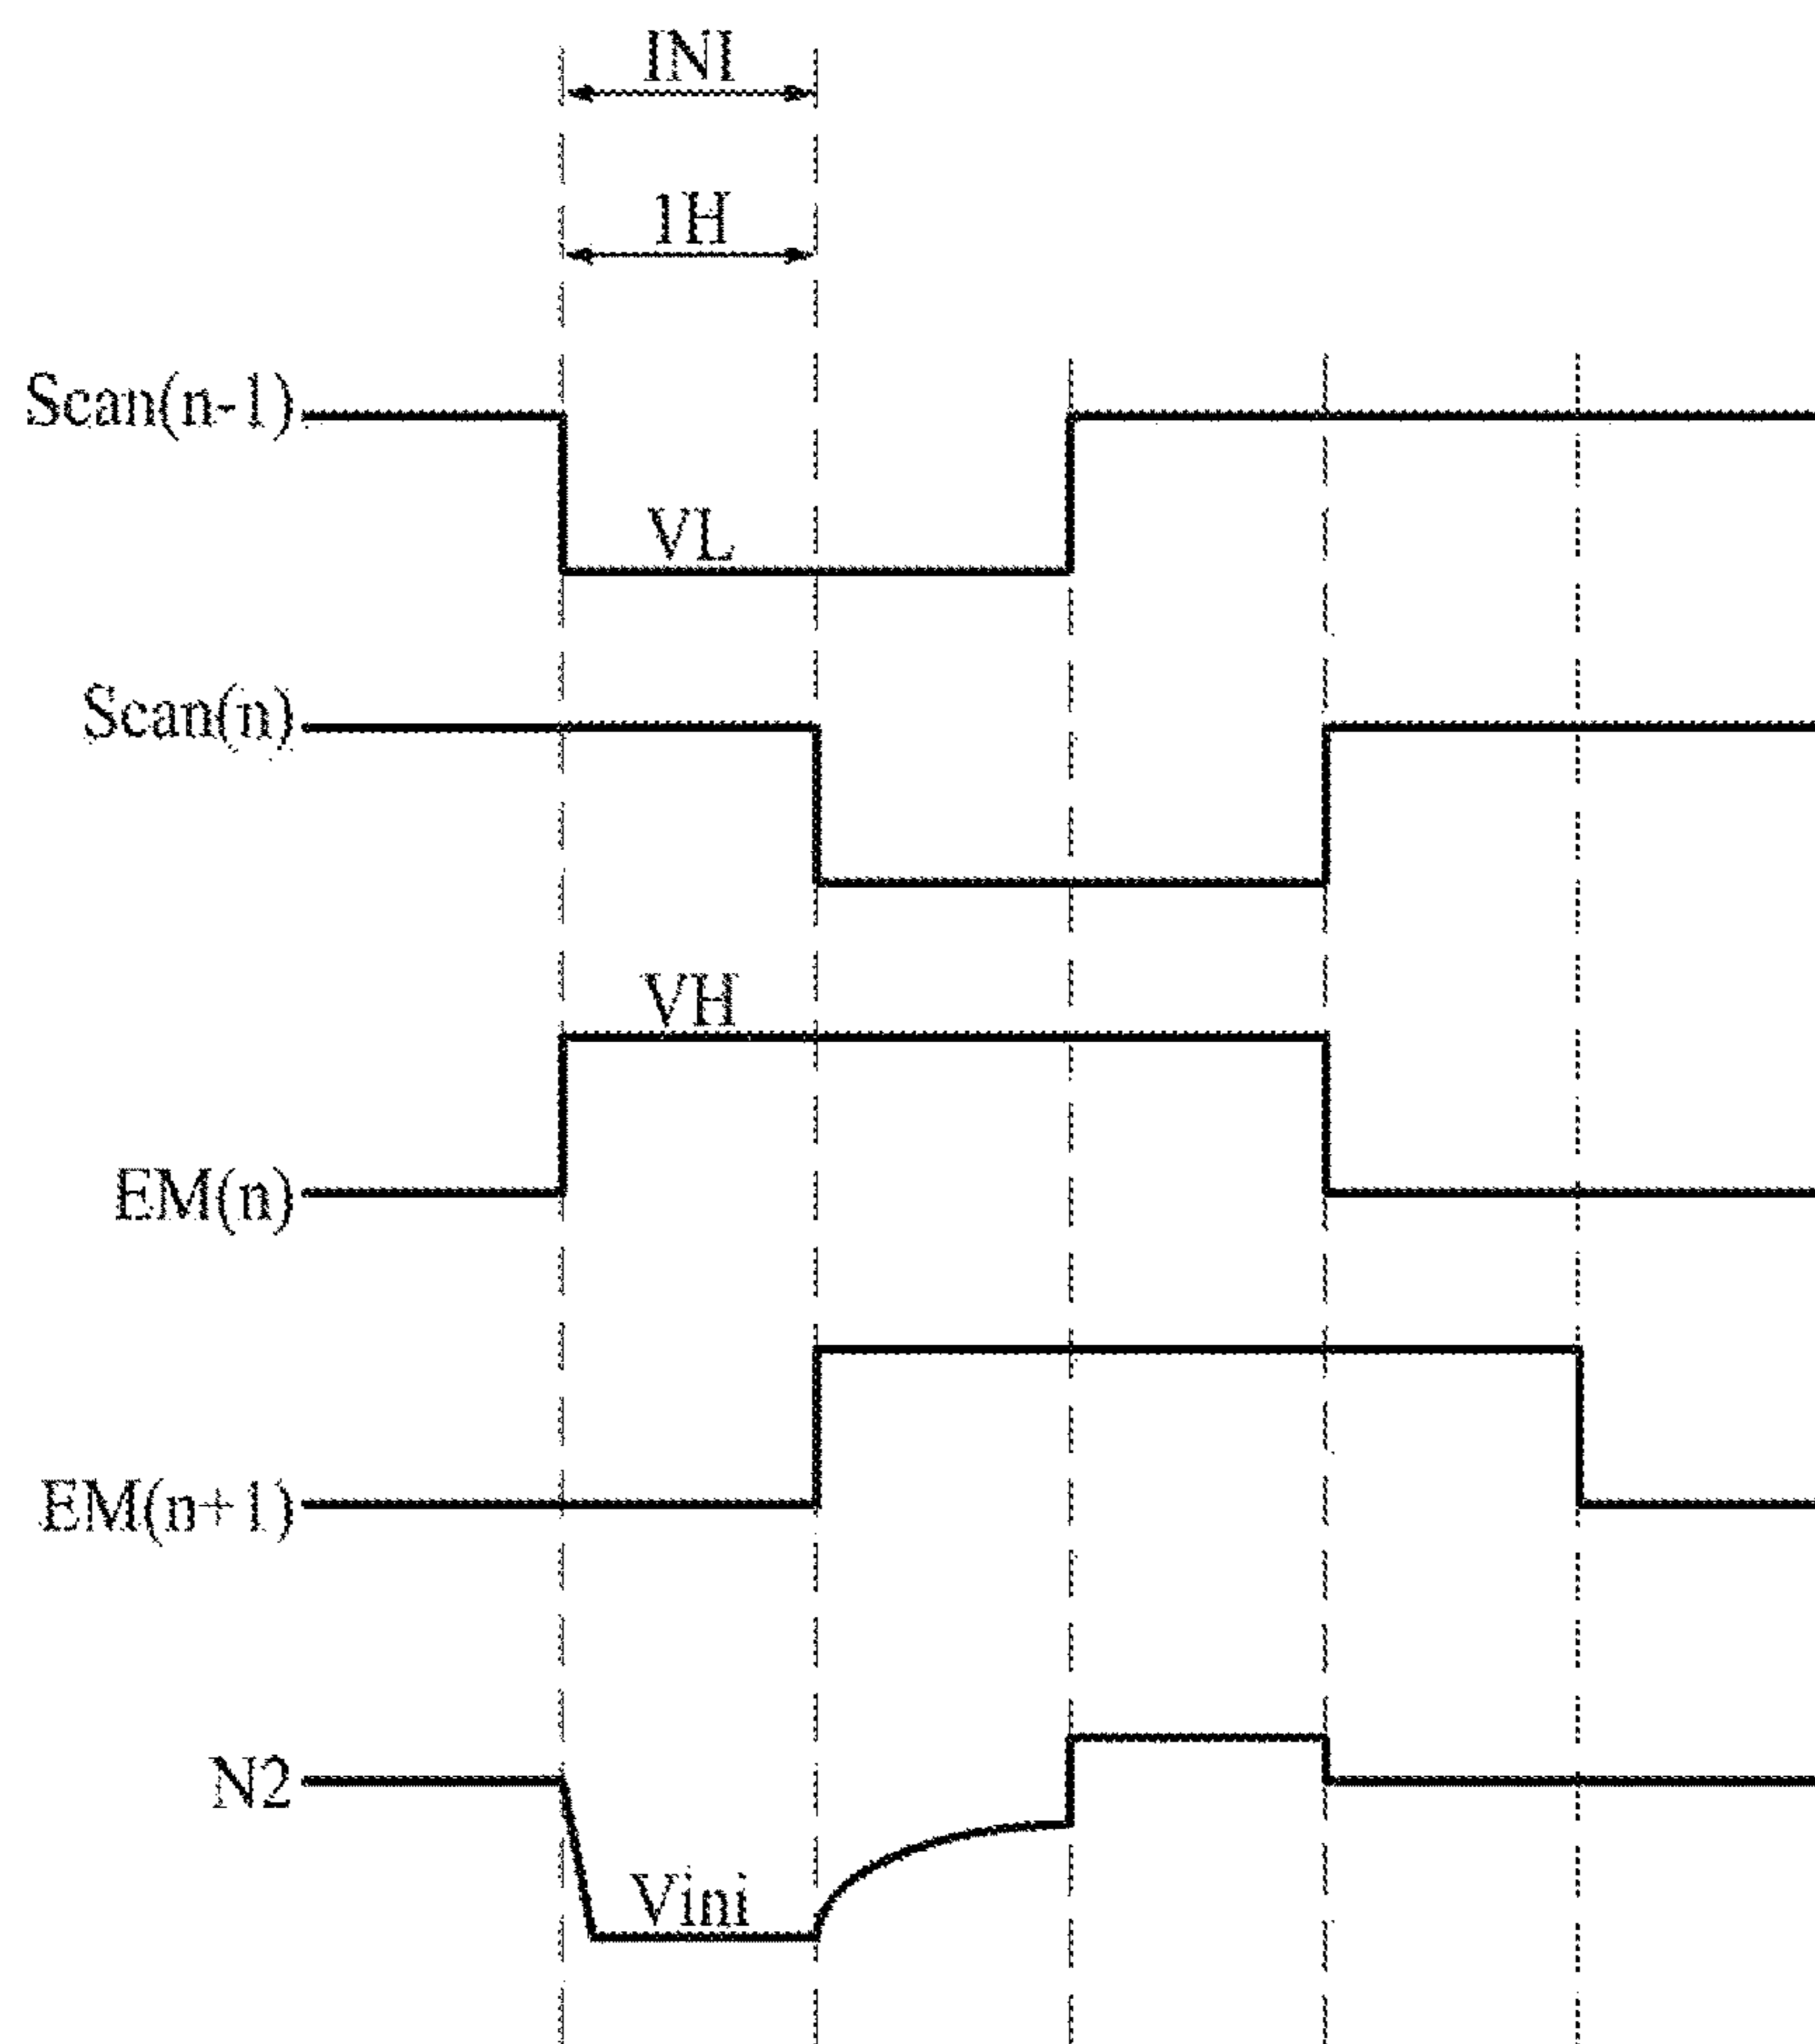 INI
1H
Scan(n-1)
VL
Scan(n)
VH
EM(n)
EM(n+1)
N2
Vini